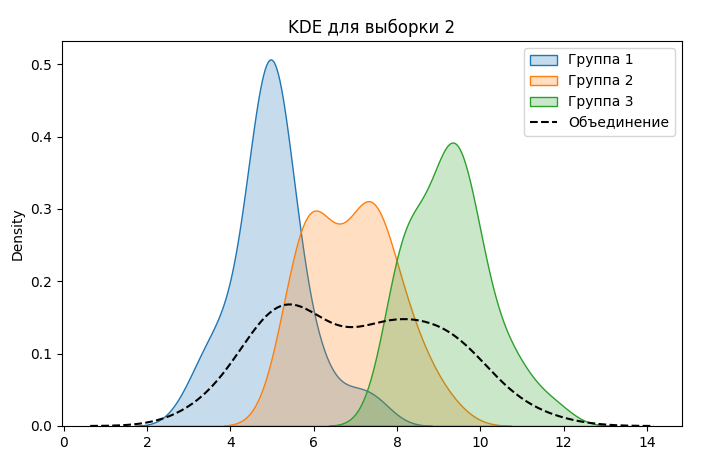 KDE для выборки 2
Группа 1
Группа 2
Группа 3
Объединение
Density
0.5
0.4
0.3
0.2
0.1
0.0
0 2 4 6 8 10 12 14